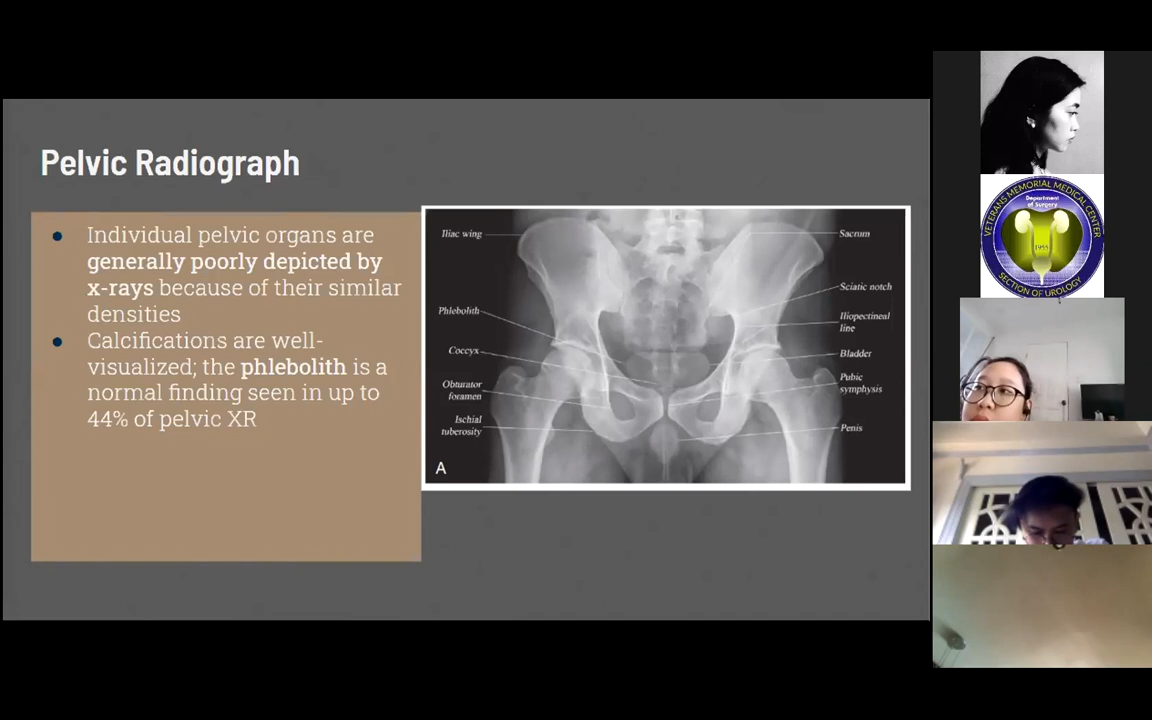 Pelvic Radiograph
● Individual pelvic organs are
generally poorly depicted by
x-rays because of their similar
densities
● Calcifications are well-
visualized; the phlebolith is a
normal finding seen in up to
44% of pelvic XR
Iliac wing
Phlebolith
Coccyx
Obturator
foramen
Ischial
tuberosity
A
Sacrum
Sciatic notch
Iliopectineal
line
Bladder
Pubic
symphysis
Penis
VETERANS MEMORIAL MEDICAL CENTER
Department
of Surgery
1955
SECTION OF UROLOGY